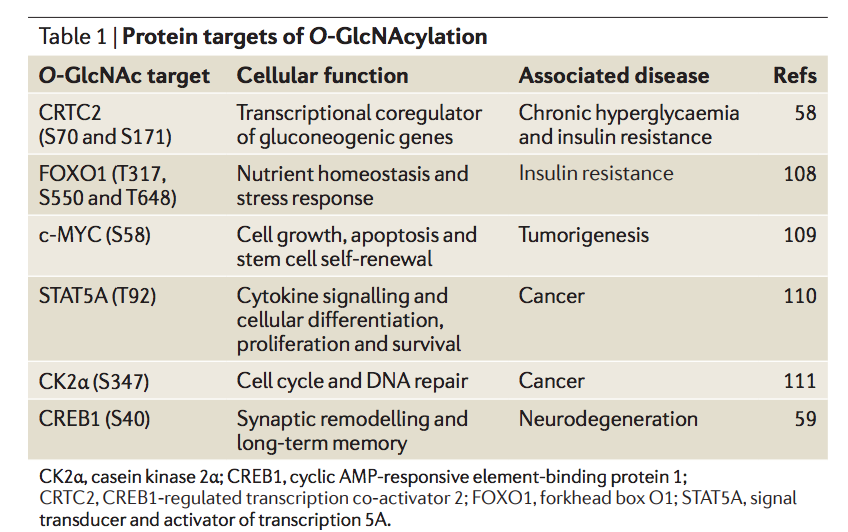 Table 1 | Protein targets of O-GlcNAcylation
O-GlcNAc target Cellular function Associated disease Refs
CRTC2 Transcriptional coregulator Chronic hyperglycaemia 58
(S70 and S171) of gluconeogenic genes and insulin resistance
FOXO1 (T317, Nutrient homeostasis and Insulin resistance 108
S550 and T648) stress response
c-MYC (S58) Cell growth, apoptosis and Tumorigenesis 109
stem cell self-renewal
STAT5A (T92) Cytokine signalling and Cancer 110
cellular differentiation,
proliferation and survival
CK2α (S347) Cell cycle and DNA repair Cancer 111
CREB1 (S40) Synaptic remodelling and Neurodegeneration 59
long-term memory
CK2α, casein kinase 2α; CREB1, cyclic AMP-responsive element-binding protein 1;
CRTC2, CREB1-regulated transcription co-activator 2; FOXO1, forkhead box O1; STAT5A, signal
transducer and activator of transcription 5A.